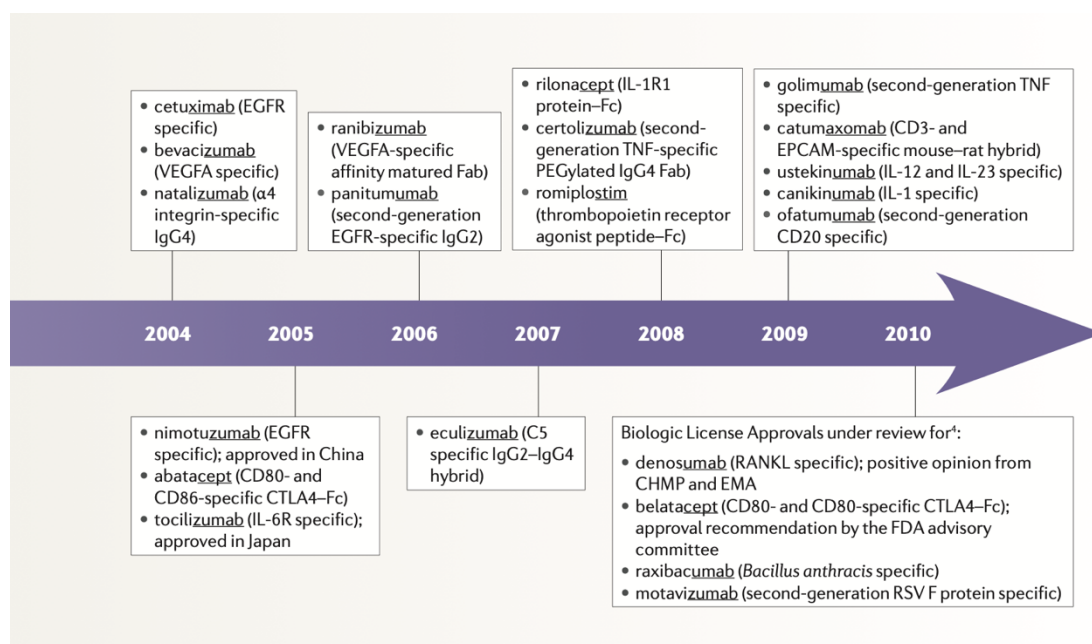 • cetuximab (EGFR
specific)
• bevacizumab
(VEGFA specific)
• natalizumab (α4
integrin-specific
IgG4)
• ranibizumab
(VEGFA-specific
affinity matured Fab)
• panitumumab
(second-generation
EGFR-specific IgG2)
• rilonacept (IL-1R1
protein–Fc)
• certolizumab (second-
generation TNF-specific
PEGylated IgG4 Fab)
• romiplostim
(thrombopoietin receptor
agonist peptide–Fc)
• golimumab (second-generation TNF
specific)
• catumaxomab (CD3- and
EPCAM-specific mouse–rat hybrid)
• ustekinumab (IL-12 and IL-23 specific)
• canikinumab (IL-1 specific)
• ofatumumab (second-generation
CD20 specific)
2004 2005 2006 2007 2008 2009 2010
• nimotuzumab (EGFR
specific); approved in China
• abatacept (CD80- and
CD86-specific CTLA4–Fc)
• tocilizumab (IL-6R specific);
approved in Japan
• eculizumab (C5
specific IgG2–IgG4
hybrid)
Biologic License Approvals under review for⁴:
• denosumab (RANKL specific); positive opinion from
CHMP and EMA
• belatacept (CD80- and CD80-specific CTLA4–Fc);
approval recommendation by the FDA advisory
committee
• raxibacumab (Bacillus anthracis specific)
• motavizumab (second-generation RSV F protein specific)